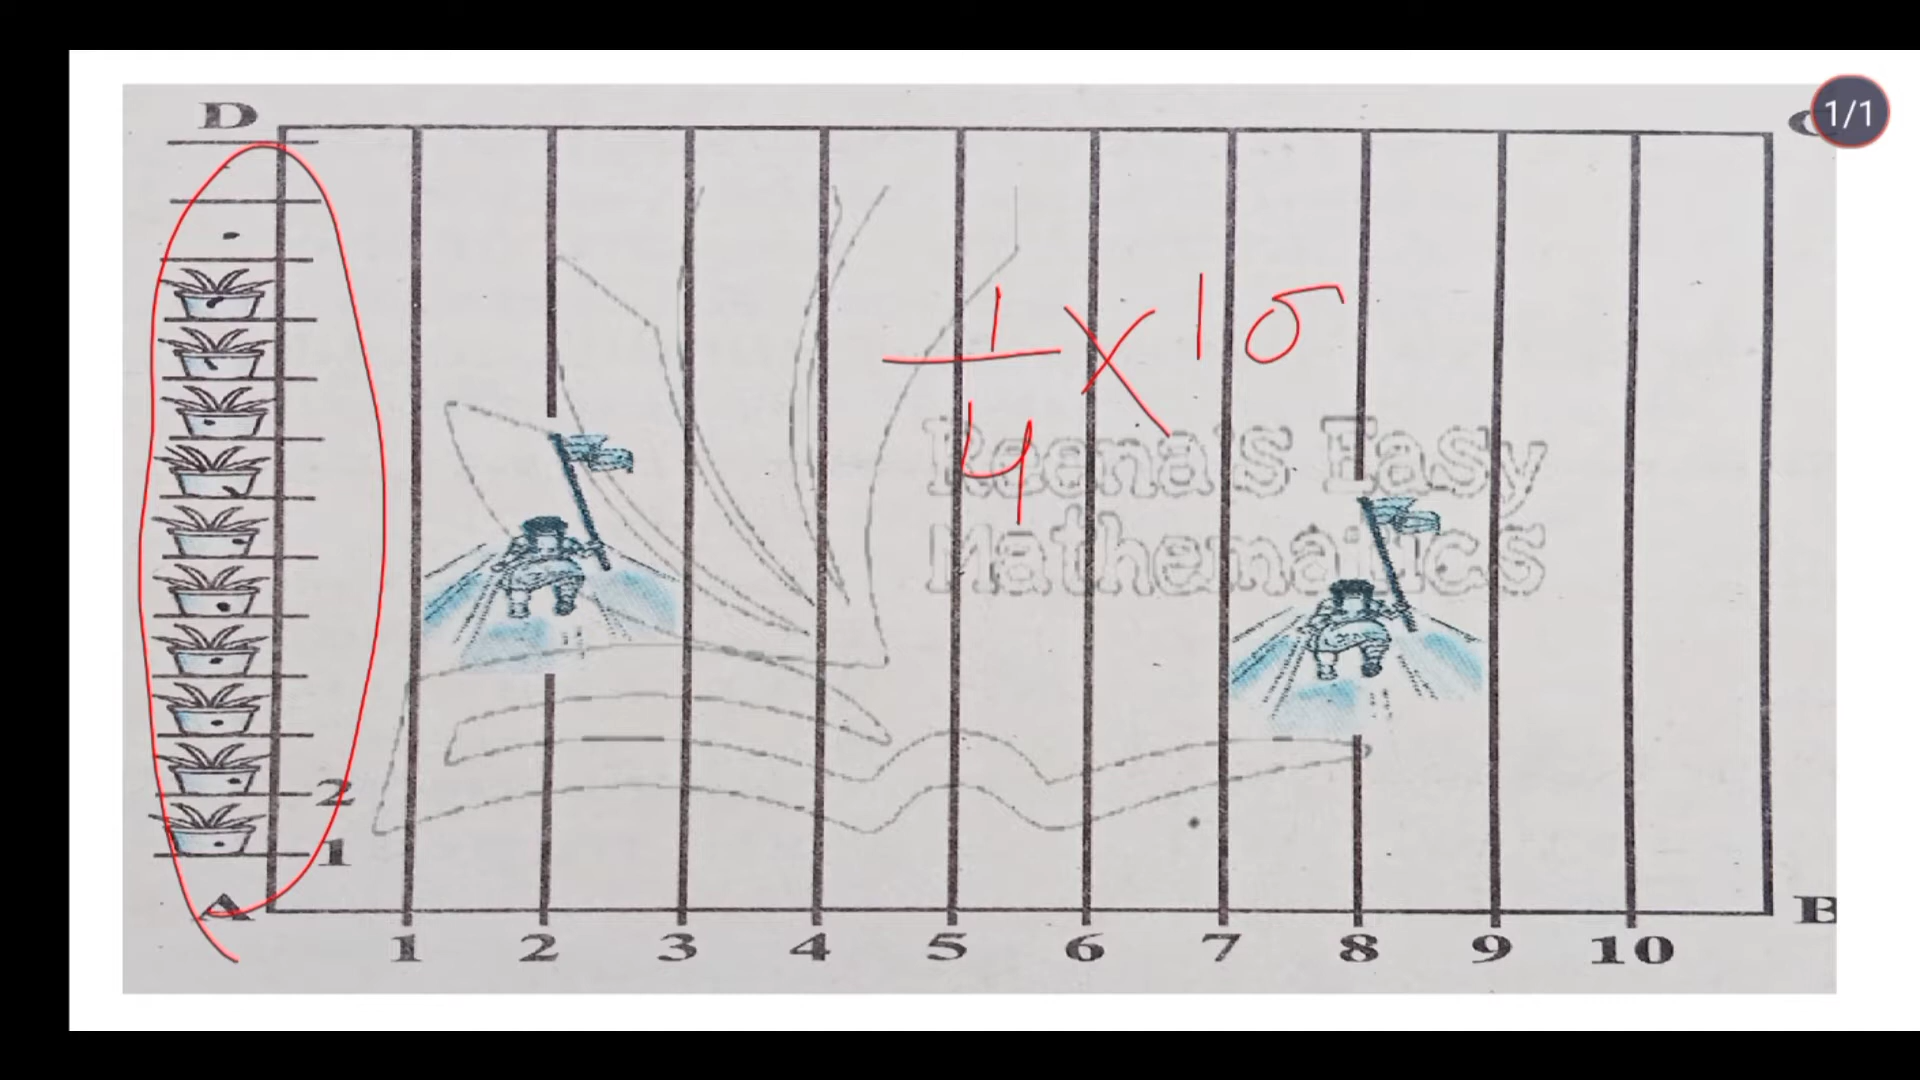 D
1/1
1
4
× 10
Reena's Easy
Mathematics
2
1
A
B
1 2 3 4 5 6 7 8 9 10